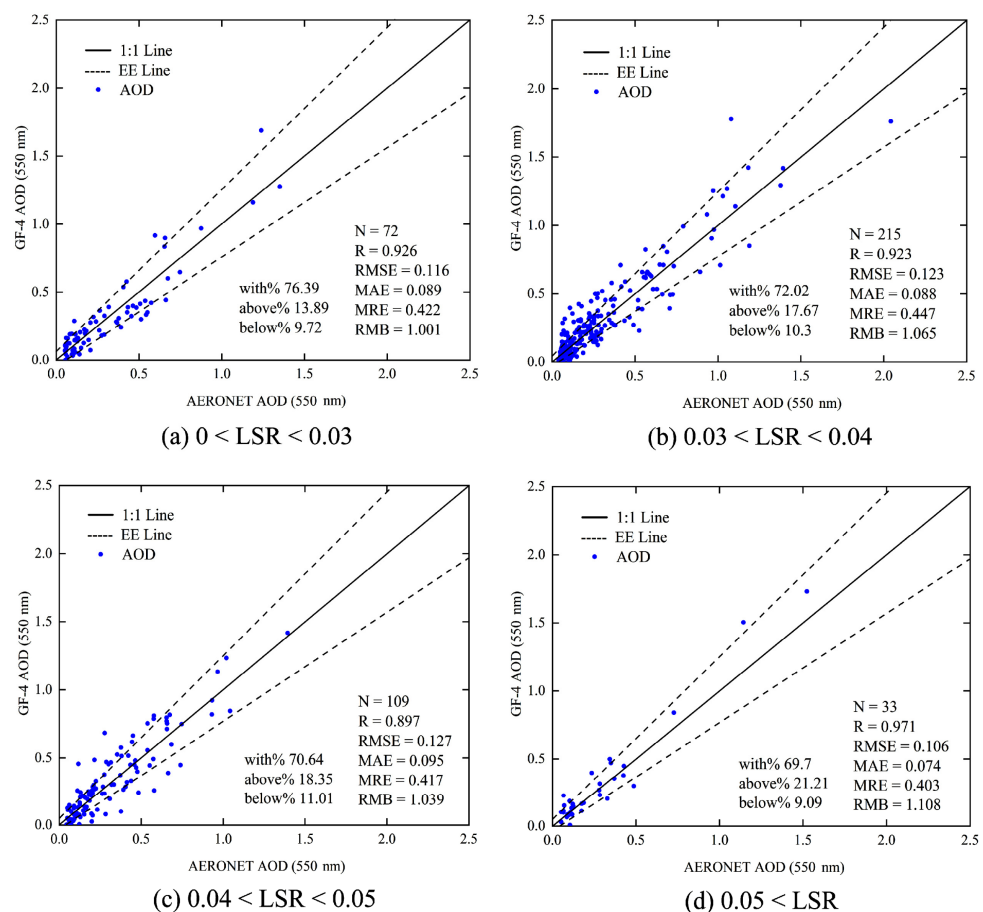 2.5
2.0
1.5
1.0
0.5
0.0
GF-4 AOD (550 nm)
1:1 Line
EE Line
AOD
N = 72
R = 0.926
RMSE = 0.116
MAE = 0.089
MRE = 0.422
RMB = 1.001
with% 76.39
above% 13.89
below% 9.72
0.0 0.5 1.0 1.5 2.0 2.5
AERONET AOD (550 nm)
(a) 0 < LSR < 0.03
2.5
2.0
1.5
1.0
0.5
0.0
GF-4 AOD (550 nm)
1:1 Line
EE Line
AOD
N = 215
R = 0.923
RMSE = 0.123
MAE = 0.088
MRE = 0.447
RMB = 1.065
with% 72.02
above% 17.67
below% 10.3
0.0 0.5 1.0 1.5 2.0 2.5
AERONET AOD (550 nm)
(b) 0.03 < LSR < 0.04
2.5
2.0
1.5
1.0
0.5
0.0
GF-4 AOD (550 nm)
1:1 Line
EE Line
AOD
N = 109
R = 0.897
RMSE = 0.127
MAE = 0.095
MRE = 0.417
RMB = 1.039
with% 70.64
above% 18.35
below% 11.01
0.0 0.5 1.0 1.5 2.0 2.5
AERONET AOD (550 nm)
(c) 0.04 < LSR < 0.05
2.5
2.0
1.5
1.0
0.5
0.0
GF-4 AOD (550 nm)
1:1 Line
EE Line
AOD
N = 33
R = 0.971
RMSE = 0.106
MAE = 0.074
MRE = 0.403
RMB = 1.108
with% 69.7
above% 21.21
below% 9.09
0.0 0.5 1.0 1.5 2.0 2.5
AERONET AOD (550 nm)
(d) 0.05 < LSR